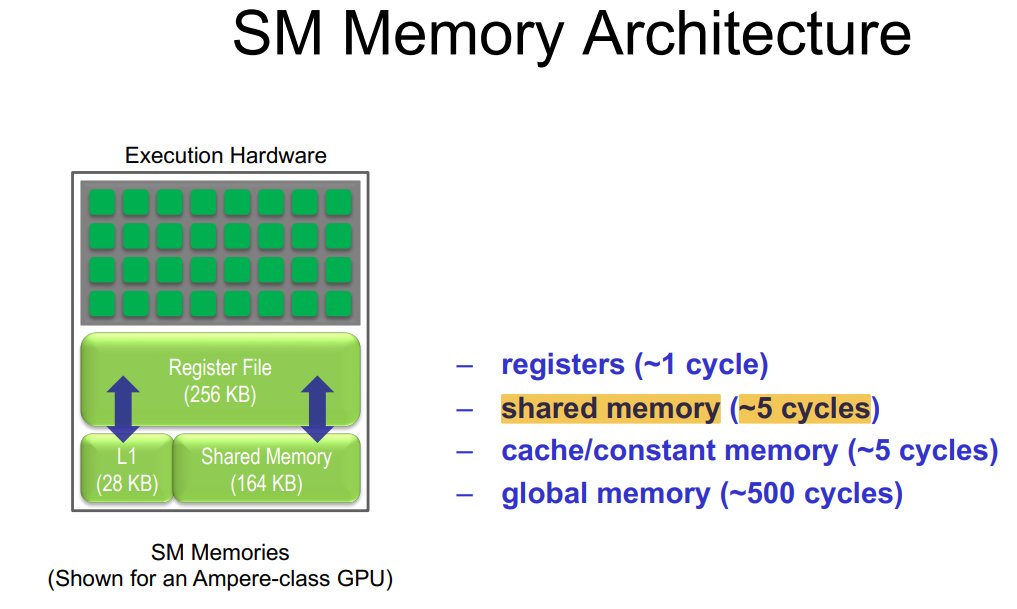 SM Memory Architecture
Execution Hardware
Register File
(256 KB)
L1
(28 KB)
Shared Memory
(164 KB)
SM Memories
(Shown for an Ampere-class GPU)
– registers (~1 cycle)
– shared memory (~5 cycles)
– cache/constant memory (~5 cycles)
– global memory (~500 cycles)